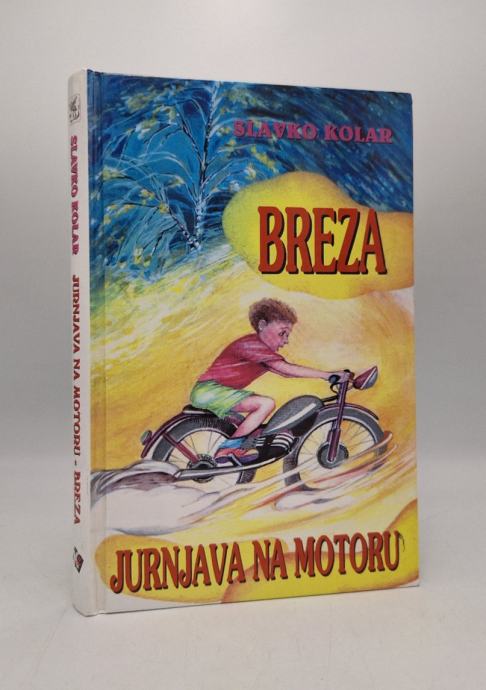 SLAVKO KOLAR
BREZA
JURNJAVA NA MOTORU
SLAVKO KOLAR JURNJAVA NA MOTORU - BREZA